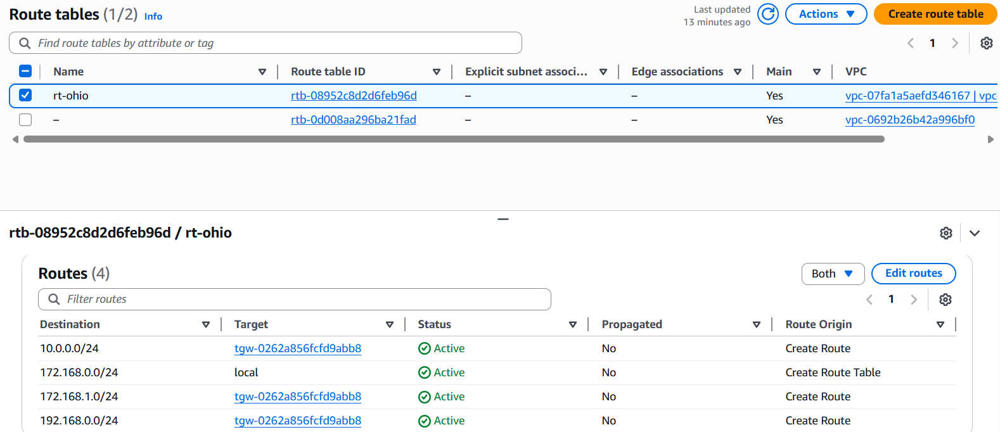 Route tables (1/2) Info
Last updated
13 minutes ago
Actions
Create route table
Find route tables by attribute or tag
1
Name Route table ID Explicit subnet associ... Edge associations Main VPC
rt-ohio rtb-08952c8d2d6feb96d – – Yes vpc-07fa1a5aefd346167 | vpc-
– rtb-0d008aa296ba21fad – – Yes vpc-0692b26b42a996bf0
rtb-08952c8d2d6feb96d / rt-ohio
Routes (4)
Both
Edit routes
Filter routes
1
Destination Target Status Propagated Route Origin
10.0.0.0/24 tgw-0262a856fcfd9abb8 Active No Create Route
172.168.0.0/24 local Active No Create Route Table
172.168.1.0/24 tgw-0262a856fcfd9abb8 Active No Create Route
192.168.0.0/24 tgw-0262a856fcfd9abb8 Active No Create Route